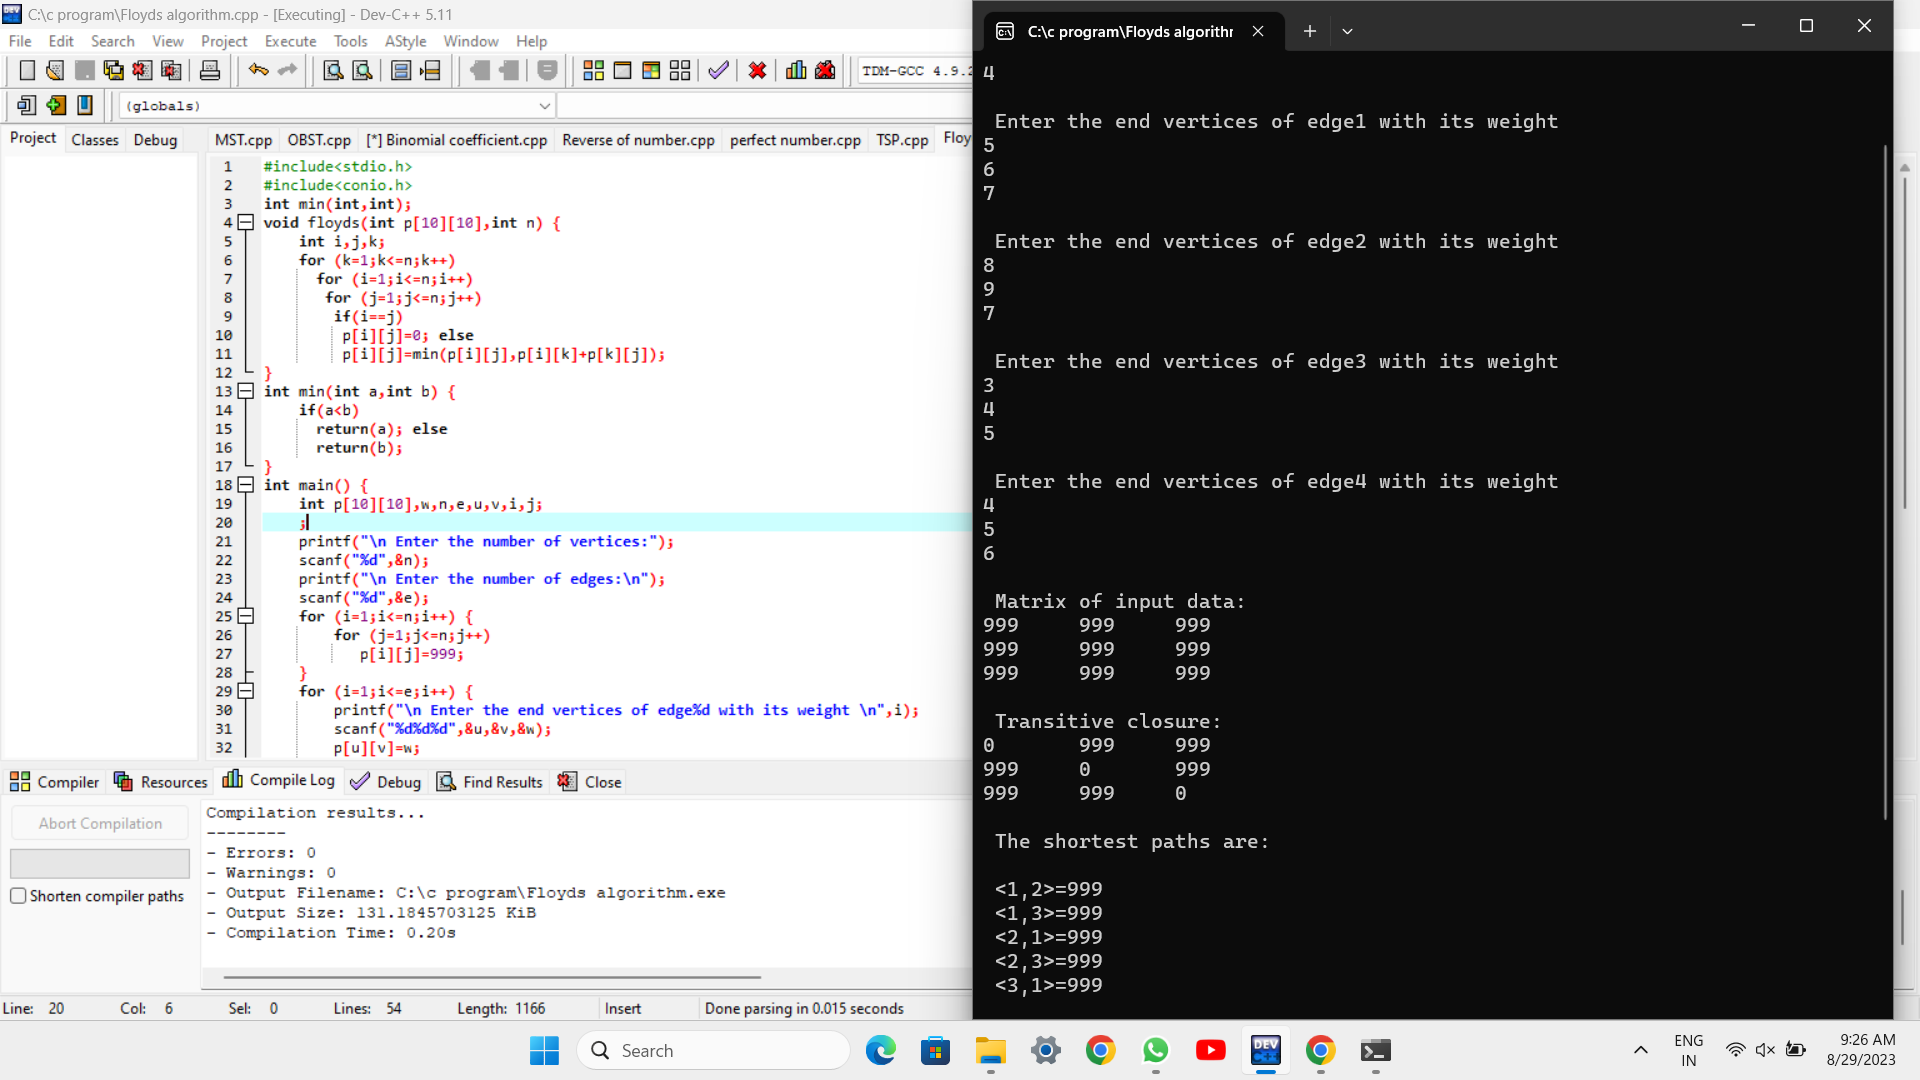 C:\c program\Floyds algorithm.cpp - [Executing] - Dev-C++ 5.11
File Edit Search View Project Execute Tools AStyle Window Help
TDM-GCC 4.9.2
(globals)
Project Classes Debug
MST.cpp OBST.cpp [*] Binomial coefficient.cpp Reverse of number.cpp perfect number.cpp TSP.cpp Floy
1 #include<stdio.h>
2 #include<conio.h>
3 int min(int,int);
4 void floyds(int p[10][10],int n) {
5 int i,j,k;
6 for (k=1;k<=n;k++)
7 for (i=1;i<=n;i++)
8 for (j=1;j<=n;j++)
9 if(i==j)
10 p[i][j]=0; else
11 p[i][j]=min(p[i][j],p[i][k]+p[k][j]);
12 }
13 int min(int a,int b) {
14 if(a<b)
15 return(a); else
16 return(b);
17 }
18 int main() {
19 int p[10][10],w,n,e,u,v,i,j;
20 ;
21 printf("\n Enter the number of vertices:");
22 scanf("%d",&n);
23 printf("\n Enter the number of edges:\n");
24 scanf("%d",&e);
25 for (i=1;i<=n;i++) {
26 for (j=1;j<=n;j++)
27 p[i][j]=999;
28 }
29 for (i=1;i<=e;i++) {
30 printf("\n Enter the end vertices of edge%d with its weight \n",i);
31 scanf("%d%d%d",&u,&v,&w);
32 p[u][v]=w;
Compiler Resources Compile Log Debug Find Results Close
Abort Compilation
Shorten compiler paths
Compilation results...
--------
- Errors: 0
- Warnings: 0
- Output Filename: C:\c program\Floyds algorithm.exe
- Output Size: 131.1845703125 KiB
- Compilation Time: 0.20s
Line: 20 Col: 6 Sel: 0 Lines: 54 Length: 1166 Insert Done parsing in 0.015 seconds
C:\c program\Floyds algorithm
4
Enter the end vertices of edge1 with its weight
5
6
7
Enter the end vertices of edge2 with its weight
8
9
7
Enter the end vertices of edge3 with its weight
3
4
5
Enter the end vertices of edge4 with its weight
4
5
6
Matrix of input data:
999 999 999
999 999 999
999 999 999
Transitive closure:
0 999 999
999 0 999
999 999 0
The shortest paths are:
<1,2>=999
<1,3>=999
<2,1>=999
<2,3>=999
<3,1>=999
Search
DEV C++
ENG
IN
9:26 AM
8/29/2023